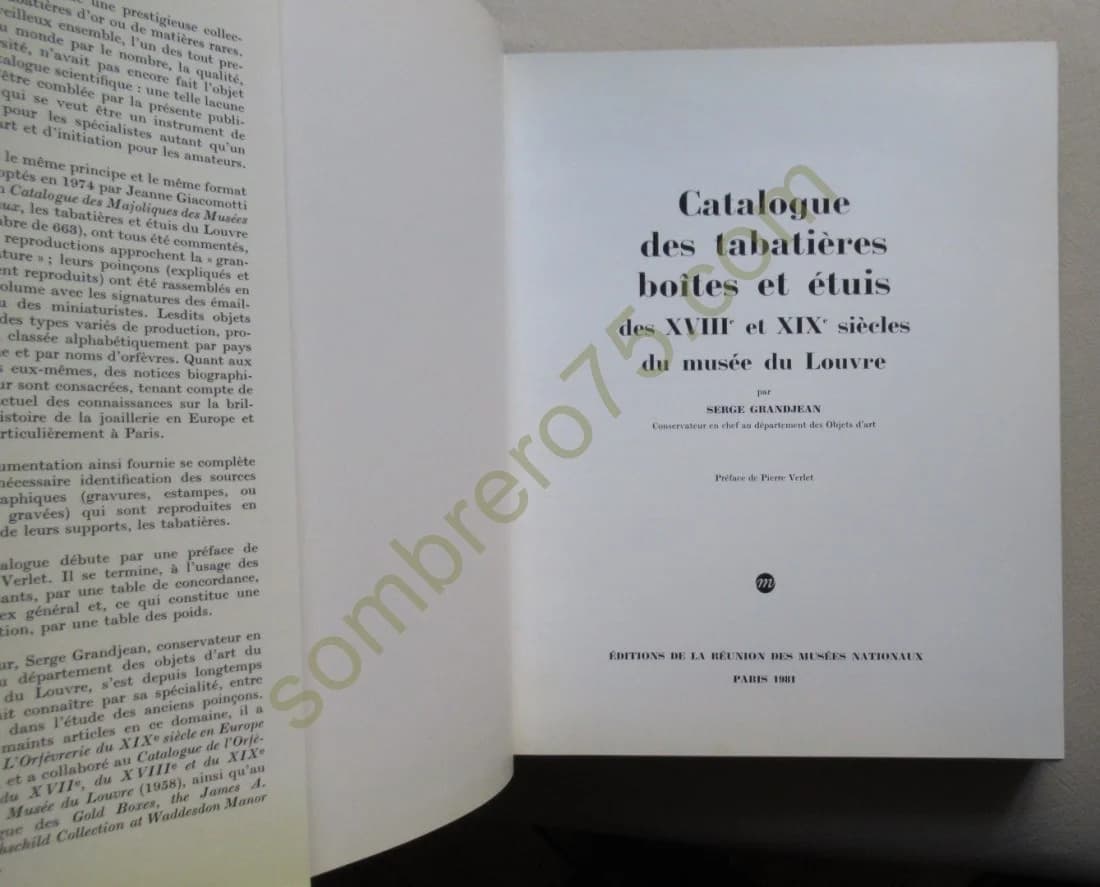 une prestigieuse collec-
d'or ou de matières rares.
ensemble, l'un des tout pre-
monde par le nombre, la qualité,
n'avait pas encore fait l'objet
scientifique : une telle lacune
être comblée par la présente publi-
qui se veut être un instrument de
pour les spécialistes autant qu'un
et d'initiation pour les amateurs.
le même principe et le même format
en 1974 par Jeanne Giacomotti
Catalogue des Majoliques des Musées
les tabatières et étuis du Louvre
de 663), ont tous été commentés,
reproductions approchent la « gran-
ture » ; leurs poinçons (expliqués et
reproduits) ont été rassemblés en
avec les signatures des émail-
des miniaturistes. Lesdits objets
des types variés de production, pro-
classée alphabétiquement par pays
et par noms d'orfèvres. Quant aux
eux-mêmes, des notices biographi-
sont consacrées, tenant compte de
des connaissances sur la bril-
de la joaillerie en Europe et
à Paris.
ainsi fournie se complète
identification des sources
(gravures, estampes, ou
gravées) qui sont reproduites en
de leurs supports, les tabatières.
débute par une préface de
Verlet. Il se termine, à l'usage des
par une table de concordance,
général et, ce qui constitue une
par une table des poids.
Serge Grandjean, conservateur en
département des objets d'art du
du Louvre, s'est depuis longtemps
connaître par sa spécialité, entre
dans l'étude des anciens poinçons.
maints articles en ce domaine, il a
L'Orfèvrerie du XIXe siècle en Europe
et a collaboré au Catalogue de l'Orfè-
du XVIIe, du XVIIIe et du XIXe
Musée du Louvre (1958), ainsi qu'au
des Gold Boxes, the James A.
Collection at Waddesdon Manor
Catalogue
des tabatières
boîtes et étuis
des XVIIIe et XIXe siècles
du musée du Louvre
par
SERGE GRANDJEAN
Conservateur en chef au département des Objets d'art
Préface de Pierre Verlet
m
ÉDITIONS DE LA RÉUNION DES MUSÉES NATIONAUX
PARIS 1981
sombrero75.com